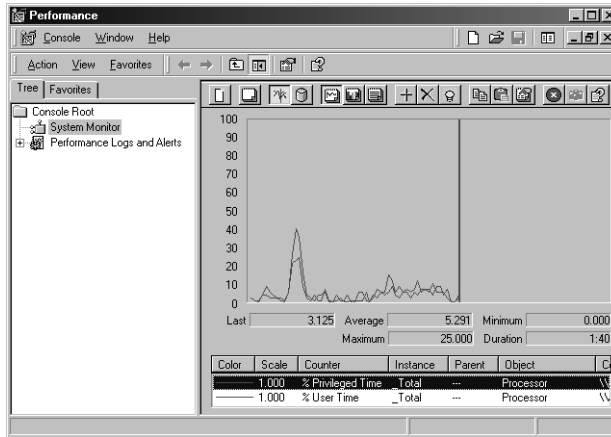 Performance
Console Window Help
Action View Favorites
Tree Favorites
Console Root
System Monitor
Performance Logs and Alerts
100
90
80
70
60
50
40
30
20
10
0
Last 3.125 Average 5.291 Minimum 0.000
Maximum 25.000 Duration 1:40
Color Scale Counter Instance Parent Object
1.000 % Privileged Time _Total --- Processor
1.000 % User Time _Total --- Processor